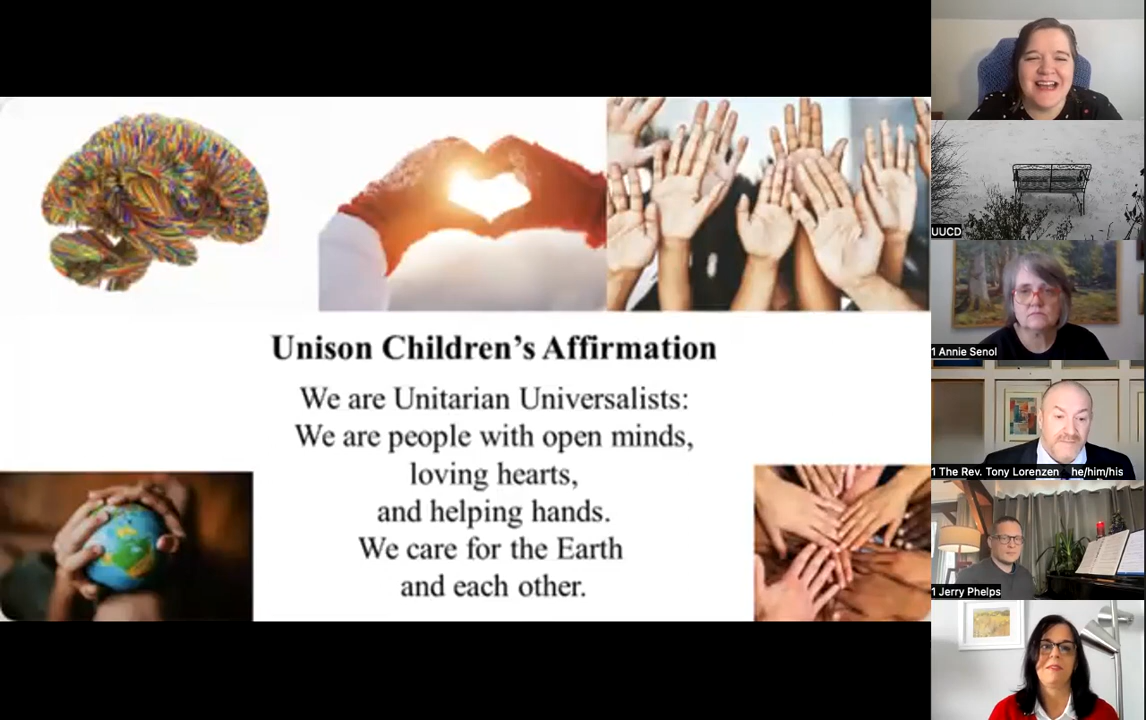 Unison Children's Affirmation
We are Unitarian Universalists:
We are people with open minds,
loving hearts,
and helping hands.
We care for the Earth
and each other.
UUCD
1 Annie Senol
1 The Rev. Tony Lorenzen he/him/his
1 Jerry Phelps